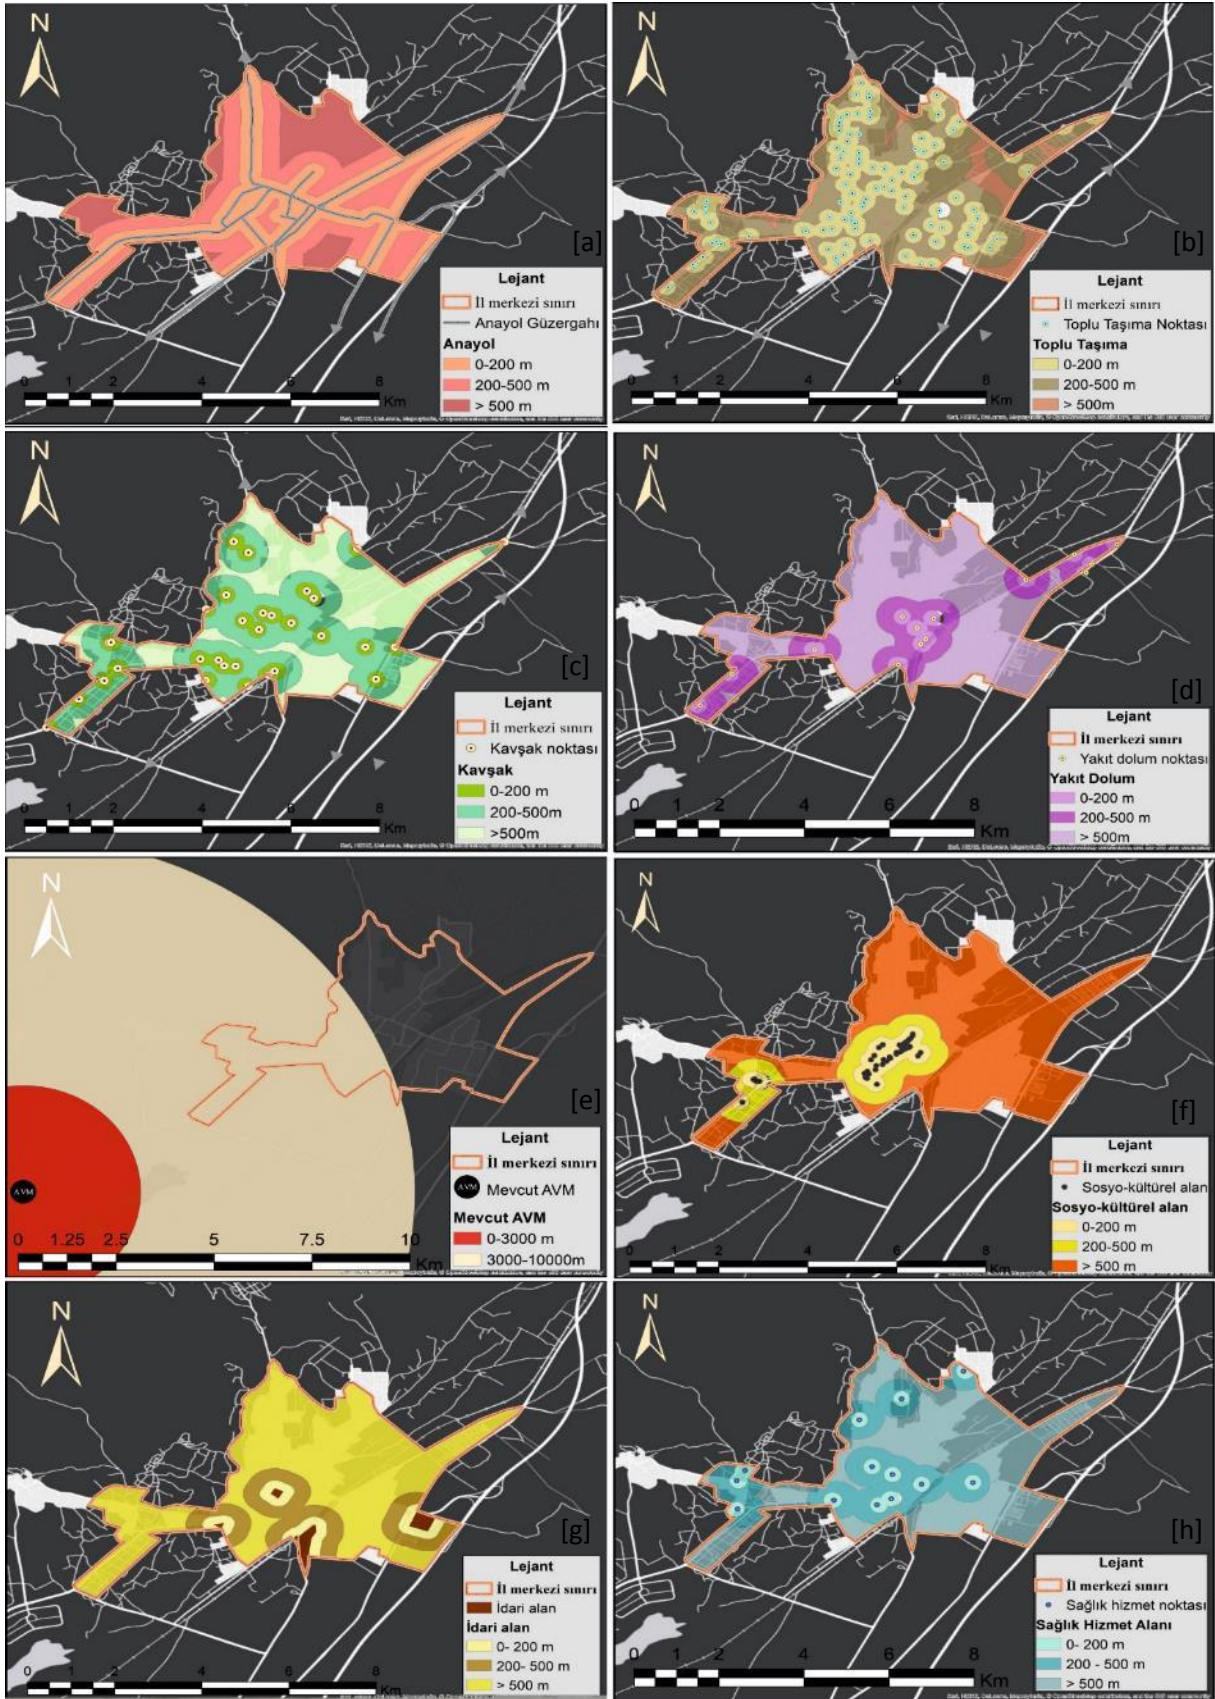 N
[a]
Lejant
İl merkezi sınırı
Anayol Güzergahı
Anayol
0-200 m
200-500 m
> 500 m
0 1 2 4 6 8
Km
N
[b]
Lejant
İl merkezi sınırı
Toplu Taşıma Noktası
Toplu Taşıma
0-200 m
200-500 m
> 500m
0 1 2 4 6 8
Km
N
[c]
Lejant
İl merkezi sınırı
Kavşak noktası
Kavşak
0-200 m
200-500m
>500m
0 1 2 4 6 8
Km
N
[d]
Lejant
İl merkezi sınırı
Yakıt dolum noktası
Yakıt Dolum
0-200 m
200-500 m
> 500m
0 1 2 4 6 8
Km
N
[e]
AVM
Lejant
İl merkezi sınırı
AVM Mevcut AVM
Mevcut AVM
0-3000 m
3000-10000m
0 1.25 2.5 5 7.5 10
Km
N
[f]
Lejant
İl merkezi sınırı
Sosyo-kültürel alan
Sosyo-kültürel alan
0-200 m
200-500 m
> 500 m
0 1 2 4 6 8
Km
N
[g]
Lejant
İl merkezi sınırı
İdari alan
İdari alan
0- 200 m
200- 500 m
> 500 m
0 1 2 4 6 8
Km
N
[h]
Lejant
İl merkezi sınırı
Sağlık hizmet noktası
Sağlık Hizmet Alanı
0- 200 m
200 - 500 m
> 500 m
0 1 2 4 6 8
Km